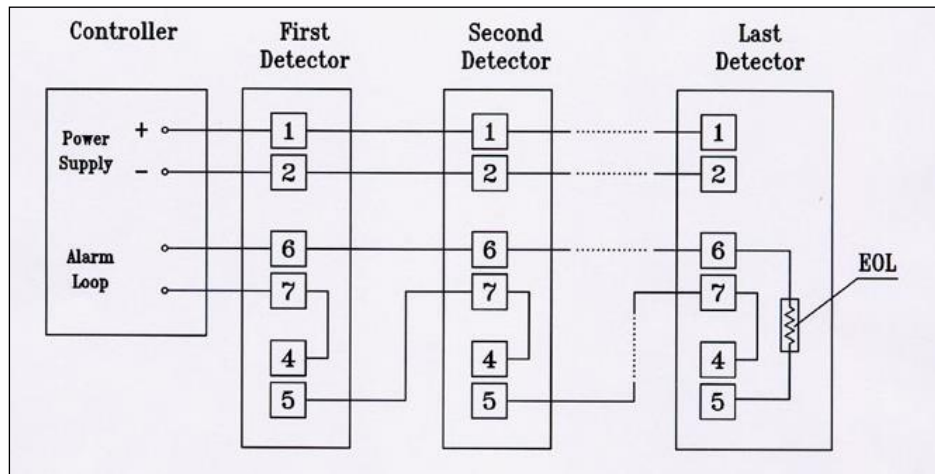 Controller
First
Detector
Second
Detector
Last
Detector
Power
Supply
+
−
1
1
1
2
2
2
Alarm
Loop
6
6
6
7
7
7
EOL
4
4
4
5
5
5